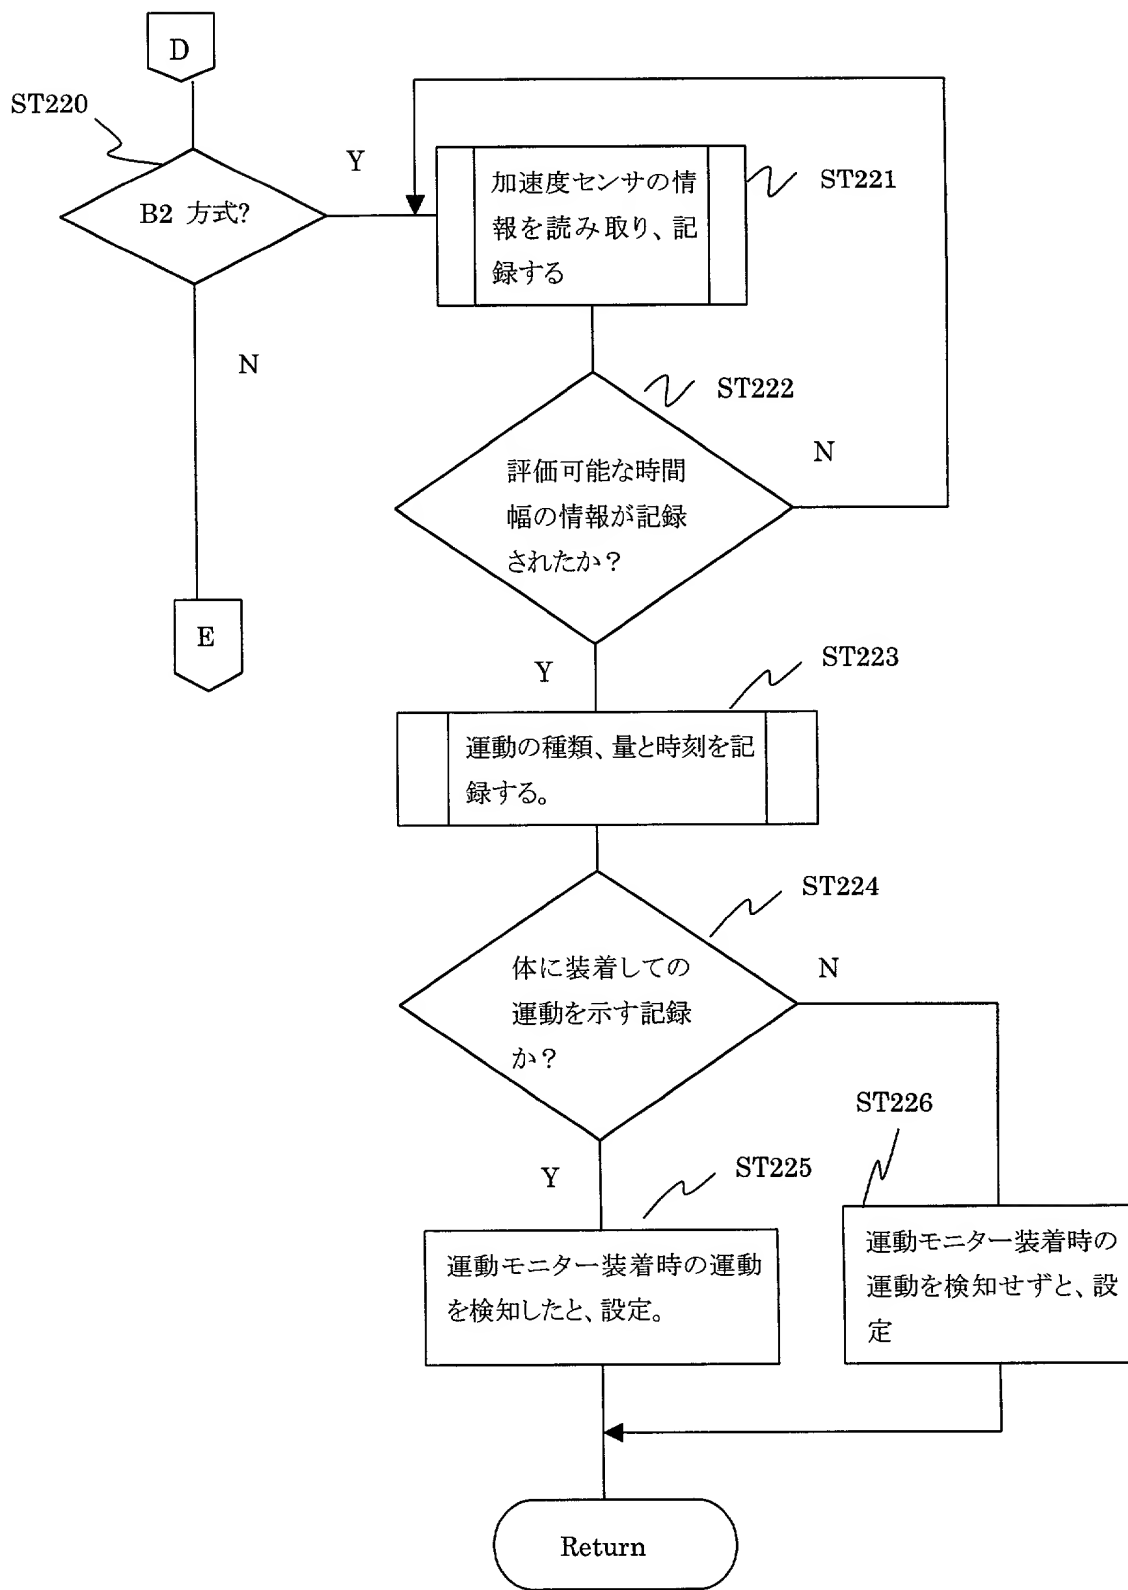 D
ST220
B2 方式?
Y
N
E
加速度センサの情
報を読み取り、記
録する
ST221
ST222
評価可能な時間
幅の情報が記録
されたか?
N
Y
ST223
運動の種類、量と時刻を記
録する。
ST224
体に装着しての
運動を示す記録
か?
N
Y
ST225
ST226
運動モニター装着時の運動
を検知したと、設定。
運動モニター装着時の
運動を検知せずと、設
定
Return